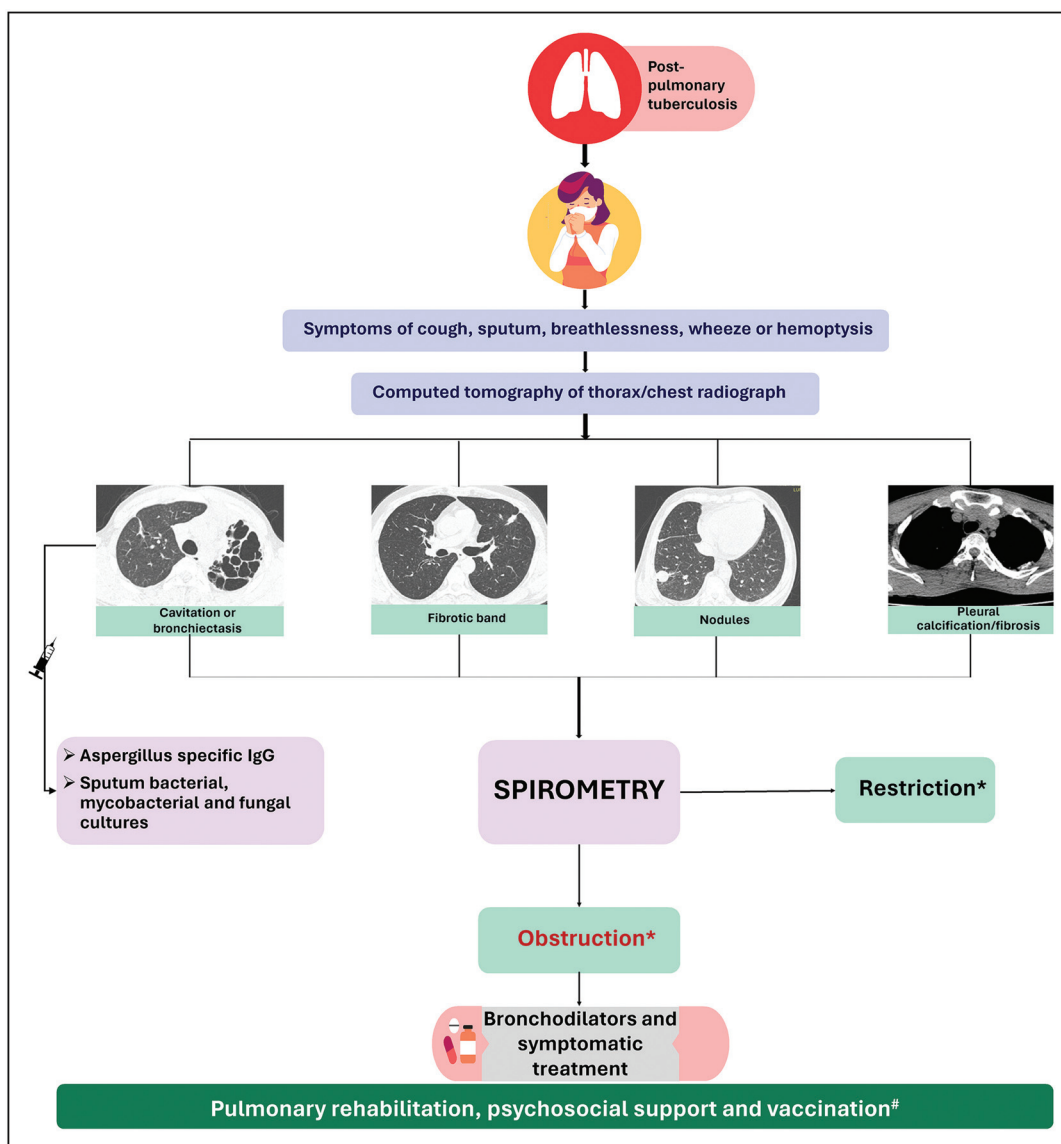 Post-
pulmonary
tuberculosis
Symptoms of cough, sputum, breathlessness, wheeze or hemoptysis
Computed tomography of thorax/chest radiograph
Cavitation or
bronchiectasis
Fibrotic band
Nodules
Pleural
calcification/fibrosis
➢ Aspergillus specific IgG
➢ Sputum bacterial,
mycobacterial and fungal
cultures
SPIROMETRY
Restriction*
Obstruction*
Bronchodilators and
symptomatic
treatment
Pulmonary rehabilitation, psychosocial support and vaccination#